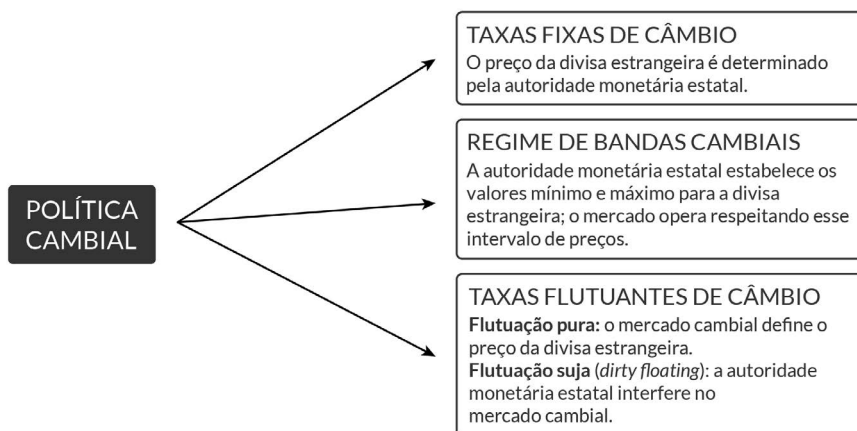 POLÍTICA
CAMBIAL
TAXAS FIXAS DE CÂMBIO
O preço da divisa estrangeira é determinado
pela autoridade monetária estatal.
REGIME DE BANDAS CAMBIAIS
A autoridade monetária estatal estabelece os
valores mínimo e máximo para a divisa
estrangeira; o mercado opera respeitando esse
intervalo de preços.
TAXAS FLUTUANTES DE CÂMBIO
Flutuação pura: o mercado cambial define o
preço da divisa estrangeira.
Flutuação suja (dirty floating): a autoridade
monetária estatal interfere no
mercado cambial.